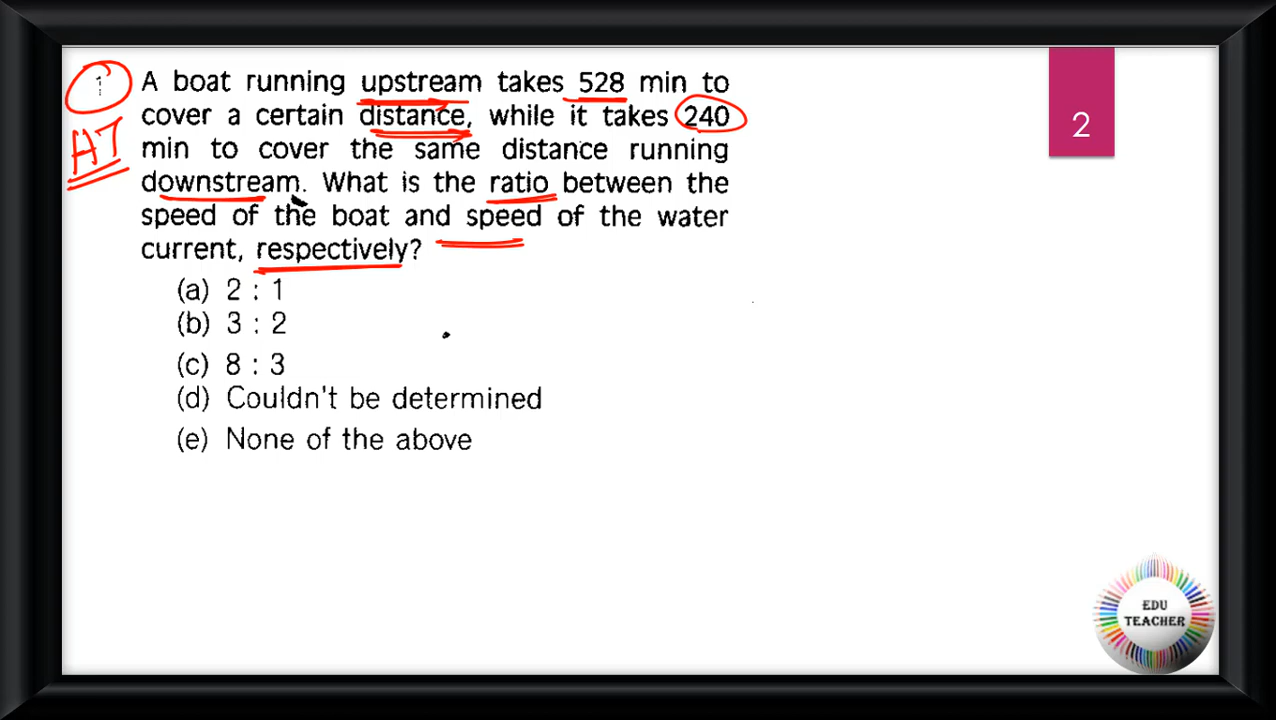 1 A boat running upstream takes 528 min to
cover a certain distance, while it takes 240
min to cover the same distance running
downstream. What is the ratio between the
speed of the boat and speed of the water
current, respectively?
(a) 2 : 1
(b) 3 : 2
(c) 8 : 3
(d) Couldn't be determined
(e) None of the above
2
EDU
TEACHER